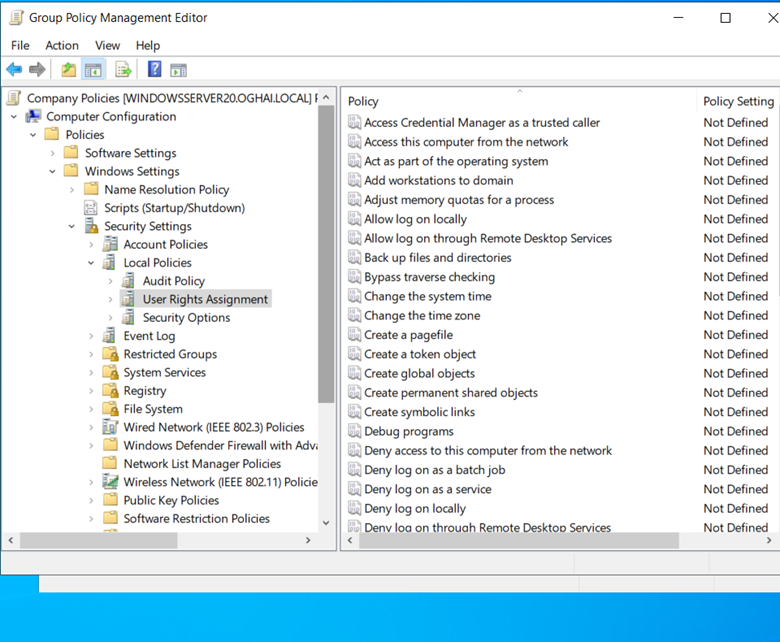 Group Policy Management Editor
File Action View Help
Company Policies [WINDOWSSERVER20.OGHAI.LOCAL]
Computer Configuration
Policies
Software Settings
Windows Settings
Name Resolution Policy
Scripts (Startup/Shutdown)
Security Settings
Account Policies
Local Policies
Audit Policy
User Rights Assignment
Security Options
Event Log
Restricted Groups
System Services
Registry
File System
Wired Network (IEEE 802.3) Policies
Windows Defender Firewall with Adva
Network List Manager Policies
Wireless Network (IEEE 802.11) Policie
Public Key Policies
Software Restriction Policies
Policy Policy Setting
Access Credential Manager as a trusted caller Not Defined
Access this computer from the network Not Defined
Act as part of the operating system Not Defined
Add workstations to domain Not Defined
Adjust memory quotas for a process Not Defined
Allow log on locally Not Defined
Allow log on through Remote Desktop Services Not Defined
Back up files and directories Not Defined
Bypass traverse checking Not Defined
Change the system time Not Defined
Change the time zone Not Defined
Create a pagefile Not Defined
Create a token object Not Defined
Create global objects Not Defined
Create permanent shared objects Not Defined
Create symbolic links Not Defined
Debug programs Not Defined
Deny access to this computer from the network Not Defined
Deny log on as a batch job Not Defined
Deny log on as a service Not Defined
Deny log on locally Not Defined
Deny log on through Remote Desktop Services Not Defined